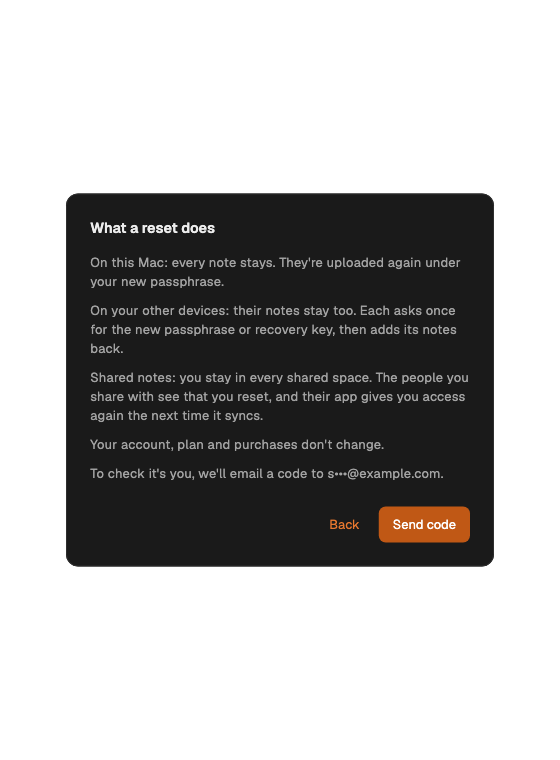 What a reset does
On this Mac: every note stays. They're uploaded again under
your new passphrase.
On your other devices: their notes stay too. Each asks once
for the new passphrase or recovery key, then adds its notes
back.
Shared notes: you stay in every shared space. The people you
share with see that you reset, and their app gives you access
again the next time it syncs.
Your account, plan and purchases don't change.
To check it's you, we'll email a code to s•••@example.com.
Back
Send code